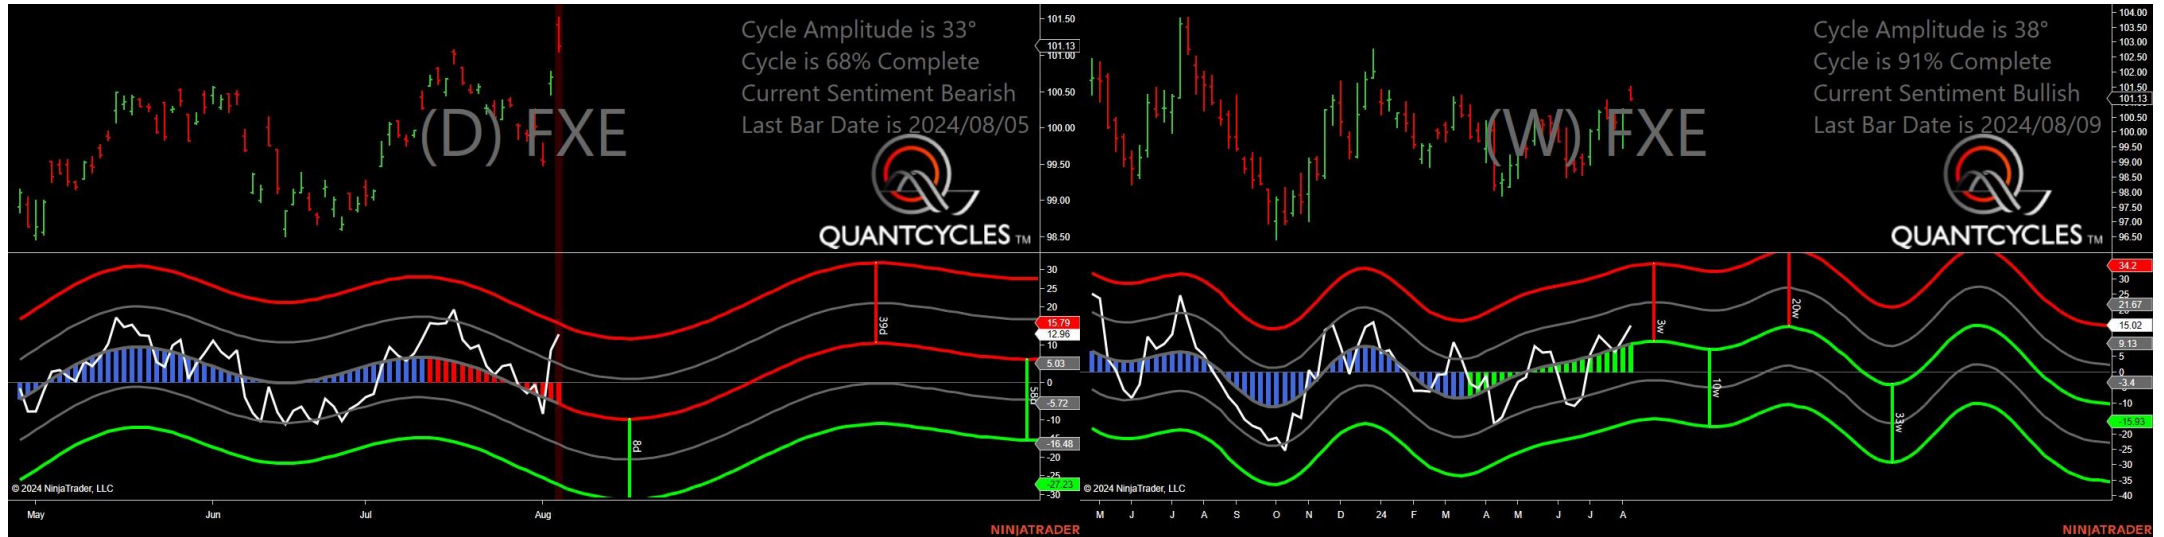 Cycle Amplitude is 33°
Cycle is 68% Complete
Current Sentiment Bearish
Last Bar Date is 2024/08/05
(D) FXE
QUANTCYCLES TM
101.50
101.13
101.00
100.50
100.00
99.50
99.00
98.50
30
25
20
15.79
12.96
10
5.03
0
-5.72
-10
-16.48
-20
-25
-27.23
-30
39d
8d
58d
© 2024 NinjaTrader, LLC
May
Jun
Jul
Aug
NINJATRADER
Cycle Amplitude is 38°
Cycle is 91% Complete
Current Sentiment Bullish
Last Bar Date is 2024/08/09
(W) FXE
QUANTCYCLES TM
104.00
103.50
103.00
102.50
102.00
101.50
101.13
100.50
100.00
99.50
99.00
98.50
98.00
97.50
97.00
96.50
34.2
25
21.67
15.02
9.13
5
0
-3.4
-10
-15.93
-20
-25
-30
-35
-40
3w
20w
10w
33w
© 2024 NinjaTrader, LLC
M
J
J
A
S
O
N
D
24
F
M
A
M
J
J
A
NINJATRADER